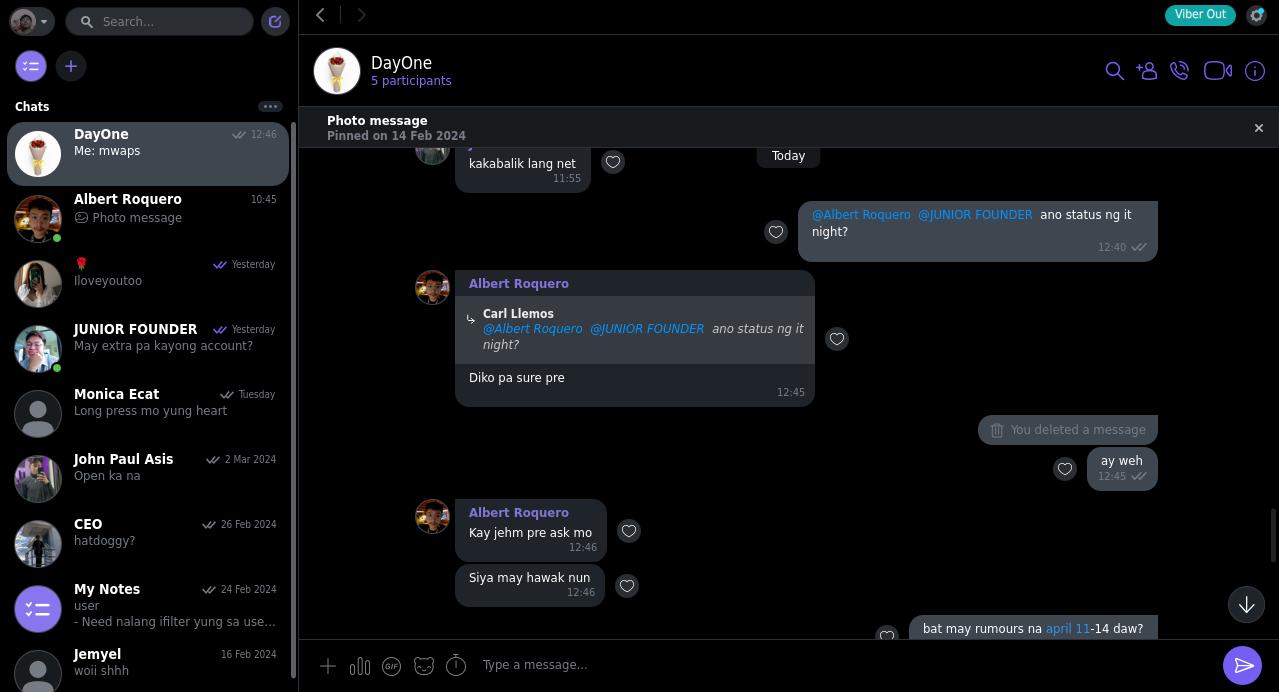 Search...
Viber Out
DayOne
5 participants
Chats
Photo message
Pinned on 14 Feb 2024
DayOne
12:46
Me: mwaps
Albert Roquero
10:45
Photo message
Yesterday
Iloveyoutoo
JUNIOR FOUNDER
Yesterday
May extra pa kayong account?
Monica Ecat
Tuesday
Long press mo yung heart
John Paul Asis
2 Mar 2024
Open ka na
CEO
26 Feb 2024
hatdoggy?
My Notes
24 Feb 2024
user
- Need nalang ifilter yung sa use...
Jemyel
16 Feb 2024
woii shhh
Today
kakabalik lang net
11:55
@Albert Roquero @JUNIOR FOUNDER ano status ng it
night?
12:40
Albert Roquero
Carl Llemos
@Albert Roquero @JUNIOR FOUNDER ano status ng it
night?
Diko pa sure pre
12:45
You deleted a message
ay weh
12:45
Albert Roquero
Kay jehm pre ask mo
12:46
Siya may hawak nun
12:46
bat may rumours na april 11-14 daw?
GIF
Type a message...